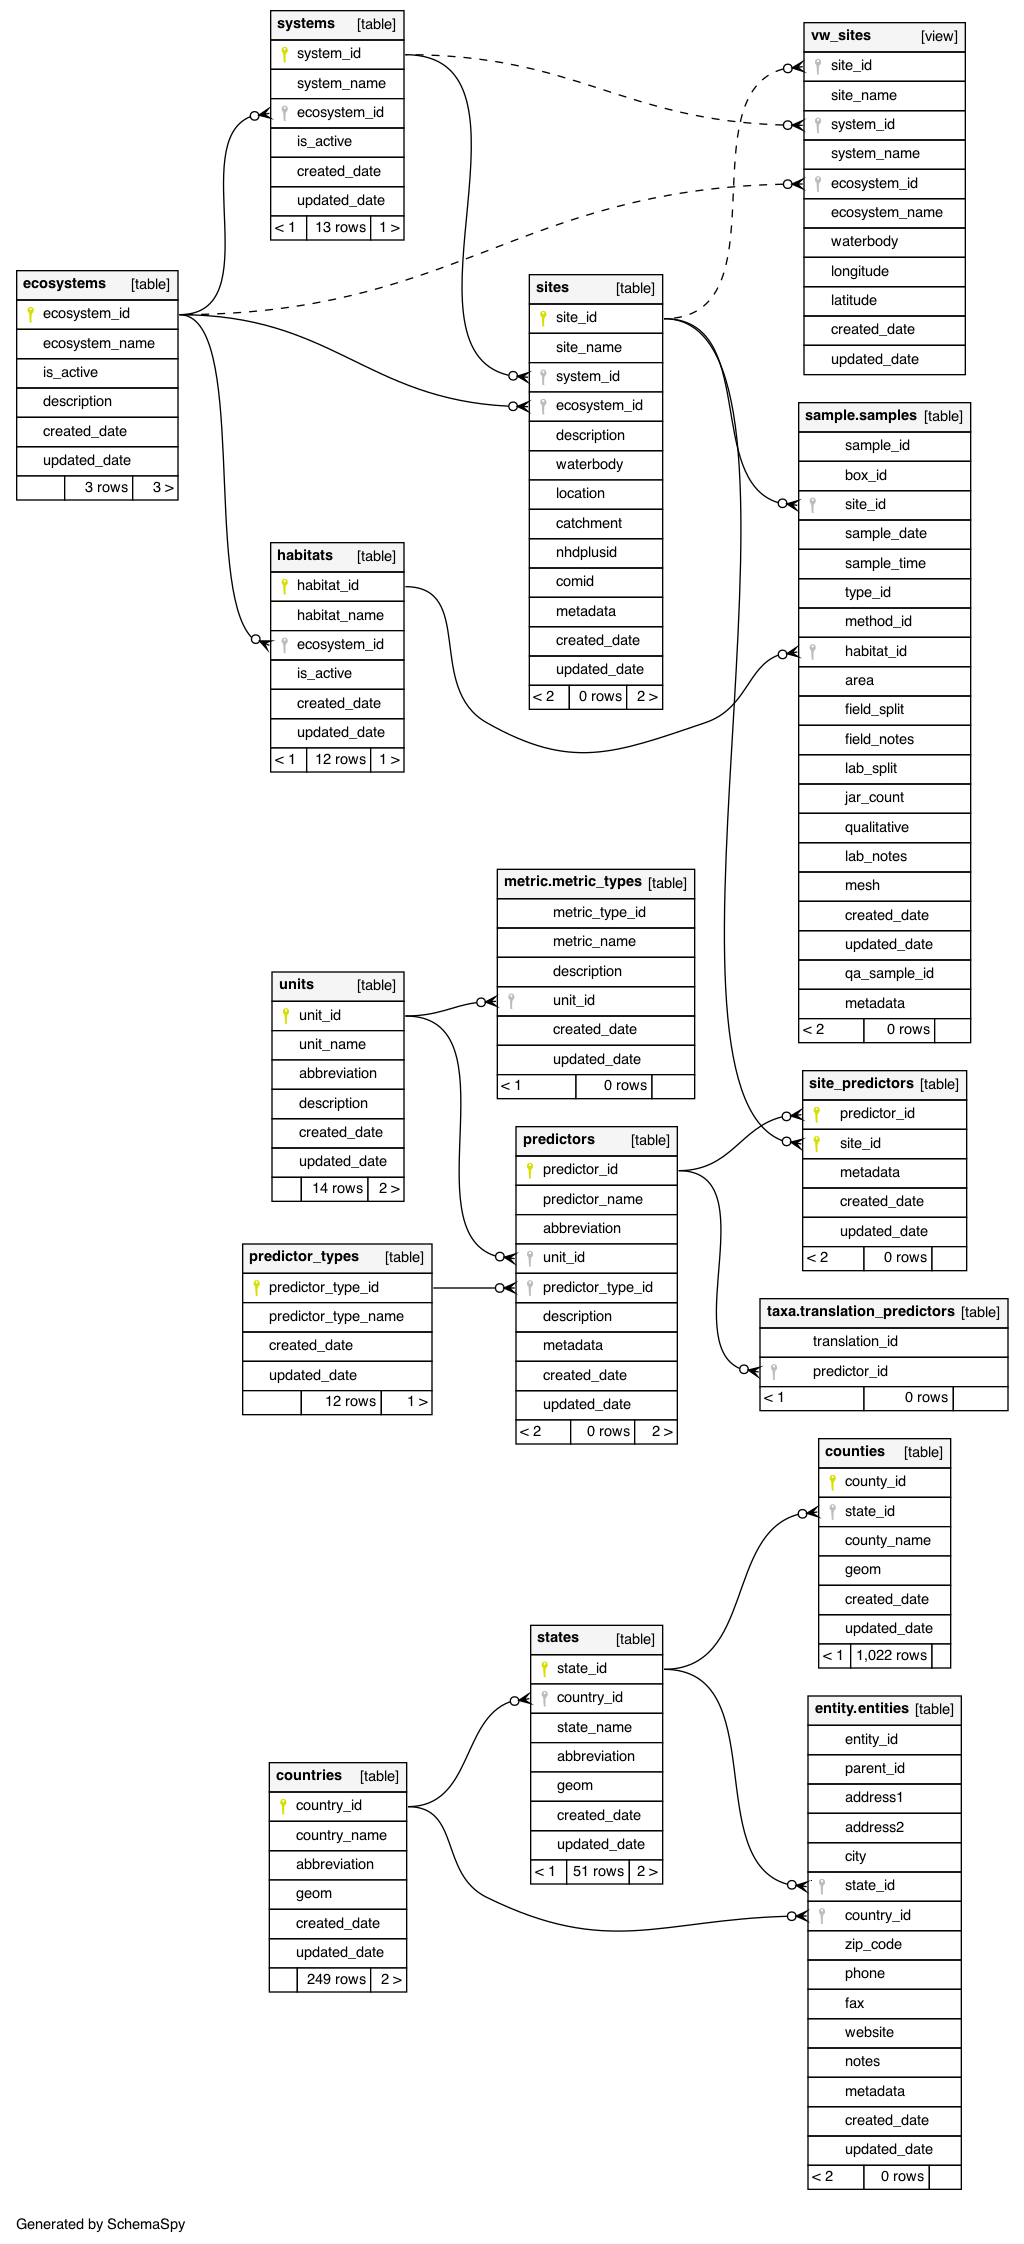 systems [table]
system_id
system_name
ecosystem_id
is_active
created_date
updated_date
< 1 13 rows 1 >
vw_sites [view]
site_id
site_name
system_id
system_name
ecosystem_id
ecosystem_name
waterbody
longitude
latitude
created_date
updated_date
ecosystems [table]
ecosystem_id
ecosystem_name
is_active
description
created_date
updated_date
3 rows 3 >
sites [table]
site_id
site_name
system_id
ecosystem_id
description
waterbody
location
catchment
nhdplusid
comid
metadata
created_date
updated_date
< 2 0 rows 2 >
sample.samples [table]
sample_id
box_id
site_id
sample_date
sample_time
type_id
method_id
habitat_id
area
field_split
field_notes
lab_split
jar_count
qualitative
lab_notes
mesh
created_date
updated_date
qa_sample_id
metadata
< 2 0 rows
habitats [table]
habitat_id
habitat_name
ecosystem_id
is_active
created_date
updated_date
< 1 12 rows 1 >
metric.metric_types [table]
metric_type_id
metric_name
description
unit_id
created_date
updated_date
< 1 0 rows
units [table]
unit_id
unit_name
abbreviation
description
created_date
updated_date
14 rows 2 >
site_predictors [table]
predictor_id
site_id
metadata
created_date
updated_date
< 2 0 rows
predictors [table]
predictor_id
predictor_name
abbreviation
unit_id
predictor_type_id
description
metadata
created_date
updated_date
< 2 0 rows 2 >
predictor_types [table]
predictor_type_id
predictor_type_name
created_date
updated_date
12 rows 1 >
taxa.translation_predictors [table]
translation_id
predictor_id
< 1 0 rows
counties [table]
county_id
state_id
county_name
geom
created_date
updated_date
< 1 1,022 rows
states [table]
state_id
country_id
state_name
abbreviation
geom
created_date
updated_date
< 1 51 rows 2 >
entity.entities [table]
entity_id
parent_id
address1
address2
city
state_id
country_id
zip_code
phone
fax
website
notes
metadata
created_date
updated_date
< 2 0 rows
countries [table]
country_id
country_name
abbreviation
geom
created_date
updated_date
249 rows 2 >
Generated by SchemaSpy